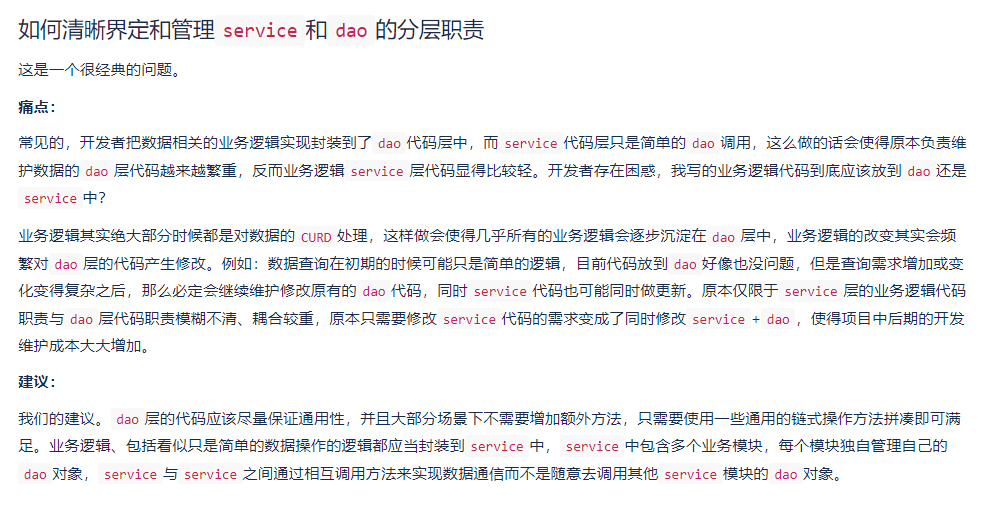 如何清晰界定和管理 service 和 dao 的分层职责
这是一个很经典的问题。
痛点：
常见的，开发者把数据相关的业务逻辑实现封装到了 dao 代码层中，而 service 代码层只是简单的 dao 调用，这么做的话会使得原本负责维
护数据的 dao 层代码越来越繁重，反而业务逻辑 service 层代码显得比较轻。开发者存在困惑，我写的业务逻辑代码到底应该放到 dao 还是
service 中？
业务逻辑其实绝大部分时候都是对数据的 CURD 处理，这样做会使得几乎所有的业务逻辑会逐步沉淀在 dao 层中，业务逻辑的改变其实会频
繁对 dao 层的代码产生修改。例如：数据查询在初期的时候可能只是简单的逻辑，目前代码放到 dao 好像也没问题，但是查询需求增加或变
化变得复杂之后，那么必定会继续维护修改原有的 dao 代码，同时 service 代码也可能同时做更新。原本仅限于 service 层的业务逻辑代码
职责与 dao 层代码职责模糊不清、耦合较重，原本只需要修改 service 代码的需求变成了同时修改 service + dao ，使得项目中后期的开发
维护成本大大增加。
建议：
我们的建议。 dao 层的代码应该尽量保证通用性，并且大部分场景下不需要增加额外方法，只需要使用一些通用的链式操作方法拼凑即可满
足。业务逻辑、包括看似只是简单的数据操作的逻辑都应当封装到 service 中， service 中包含多个业务模块，每个模块独自管理自己的
dao 对象， service 与 service 之间通过相互调用方法来实现数据通信而不是随意去调用其他 service 模块的 dao 对象。